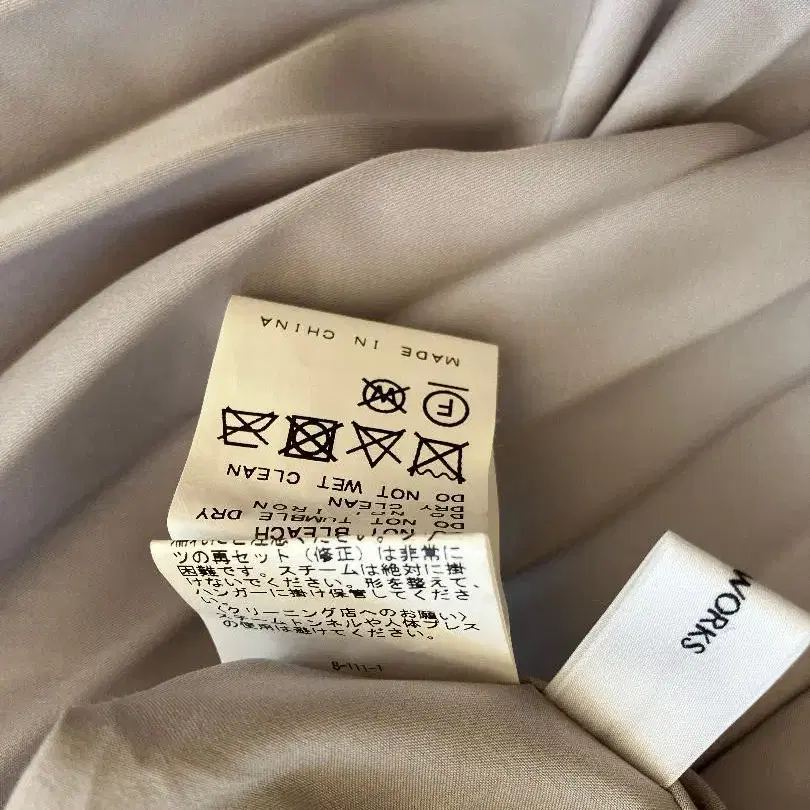 MADE IN CHINA
F
W
DO NOT WET CLEAN
DRY CLEAN
IRON
DO NOT TUMBLE DRY
NOT BLEACH
ツの再セット(修正)は非常に
困難です。スチームは絶対に掛
けないでください。形を整えて、
ハンガーに掛け保管してくださ
い。
〈クリーニング店へのお願い〉
スチームトンネルや人体プレス
の使用は避けてください。
8-111-1
WORKS